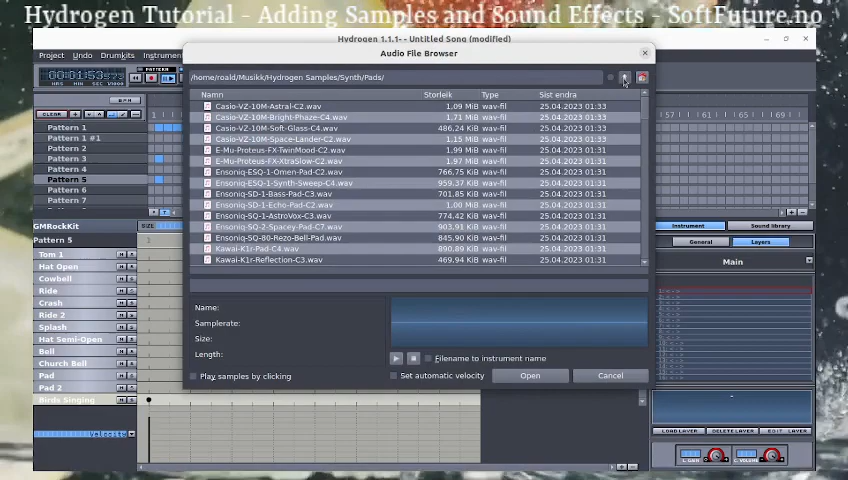 Hydrogen Tutorial - Adding Samples and Sound Effects - SoftFuture.no
Hydrogen 1.1.1- - Untitled Song (modified)
Audio File Browser
Project Undo Drumkits Instrument
/home/roald/Musikk/Hydrogen Samples/Synth/Pads/
00:01:53:573
Namn Storleik Type Sist endra
Casio-VZ-10M-Astral-C2.wav 1,09 MiB wav-fil 25.04.2023 01:33
Casio-VZ-10M-Bright-Phaze-C4.wav 1,71 MiB wav-fil 25.04.2023 01:33
Casio-VZ-10M-Soft-Glass-C4.wav 486,24 KiB wav-fil 25.04.2023 01:33
Casio-VZ-10M-Space-Lander-C2.wav 1,15 MiB wav-fil 25.04.2023 01:33
E-Mu-Proteus-FX-TwinMood-C2.wav 1,99 MiB wav-fil 25.04.2023 01:31
E-Mu-Proteus-FX-XtraSlow-C2.wav 1,97 MiB wav-fil 25.04.2023 01:31
Ensoniq-ESQ-1-Omen-Pad-C2.wav 766,75 KiB wav-fil 25.04.2023 01:31
Ensoniq-ESQ-1-Synth-Sweep-C4.wav 959,37 KiB wav-fil 25.04.2023 01:31
Ensoniq-SD-1-Bass-Pad-C3.wav 701,85 KiB wav-fil 25.04.2023 01:31
Ensoniq-SD-1-Echo-Pad-C2.wav 1,00 MiB wav-fil 25.04.2023 01:31
Ensoniq-SQ-1-AstroVox-C3.wav 774,42 KiB wav-fil 25.04.2023 01:31
Ensoniq-SQ-2-Spacey-Pad-C7.wav 903,91 KiB wav-fil 25.04.2023 01:31
Ensoniq-SQ-80-Rezo-Bell-Pad.wav 845,90 KiB wav-fil 25.04.2023 01:31
Kawai-K1r-Pad-C4.wav 890,89 KiB wav-fil 25.04.2023 01:31
Kawai-K1r-Reflection-C3.wav 469,94 KiB wav-fil 25.04.2023 01:31
Name:
Samplerate:
Size:
Length:
Filename to instrument name
Play samples by clicking
Set automatic velocity
Open
Cancel
BPM
CLEAR
1
65 69 73 77
Pattern 1
Pattern 1 #1
Pattern 2
Pattern 3
Pattern 4
Pattern 5
Pattern 6
Pattern 7
GMRockKit
SIZE
Pattern 5
1
Tom 1
Hat Open
Cowbell
Ride
Crash
Ride 2
Splash
Hat Semi-Open
Bell
Church Bell
Pad
Pad 2
Birds Singing
Velocity
Instrument
Sound library
General
Layers
Main
LOAD LAYER
DELETE LAYER
EDIT LAYER
L. GAIN
C. VOLUME